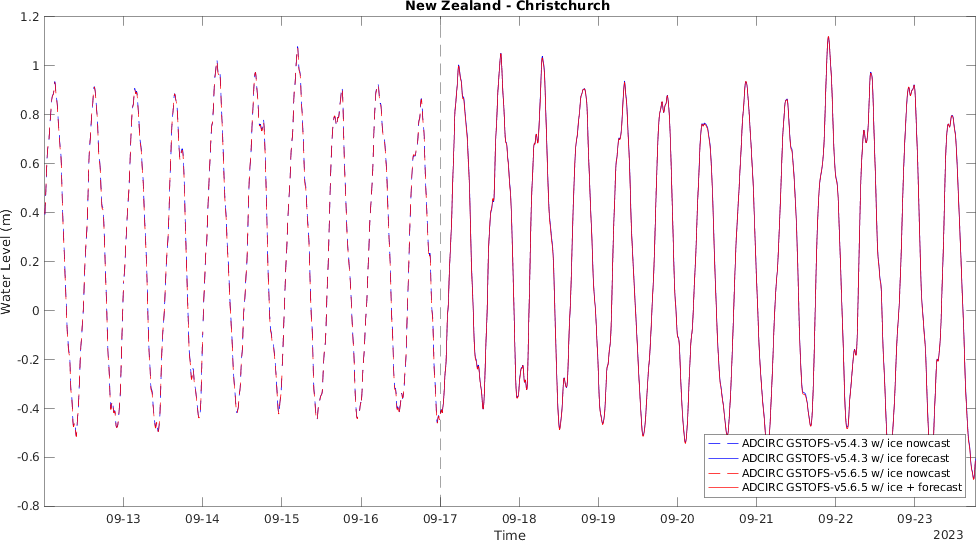 New Zealand - Christchurch
1.2
1
0.8
0.6
0.4
0.2
0
-0.2
-0.4
-0.6
-0.8
Water Level (m)
09-13 09-14 09-15 09-16 09-17 09-18 09-19 09-20 09-21 09-22 09-23
Time
2023
ADCIRC GSTOFS-v5.4.3 w/ ice nowcast
ADCIRC GSTOFS-v5.4.3 w/ ice forecast
ADCIRC GSTOFS-v5.6.5 w/ ice nowcast
ADCIRC GSTOFS-v5.6.5 w/ ice + forecast